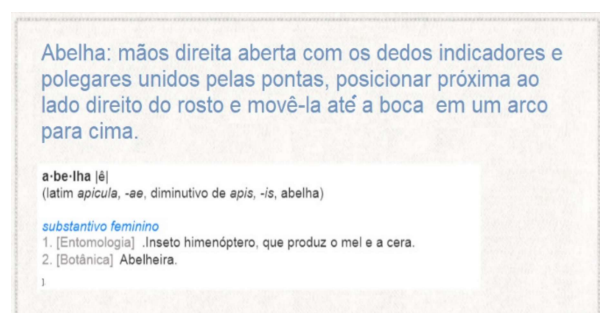 Abelha: mãos direita aberta com os dedos indicadores e
polegares unidos pelas pontas, posicionar próxima ao
lado direito do rosto e movê-la até a boca em um arco
para cima.
a·be·lha |ê|
(latim apicula, -ae, diminutivo de apis, -is, abelha)
substantivo feminino
1. [Entomologia] .Inseto himenóptero, que produz o mel e a cera.
2. [Botânica] Abelheira.